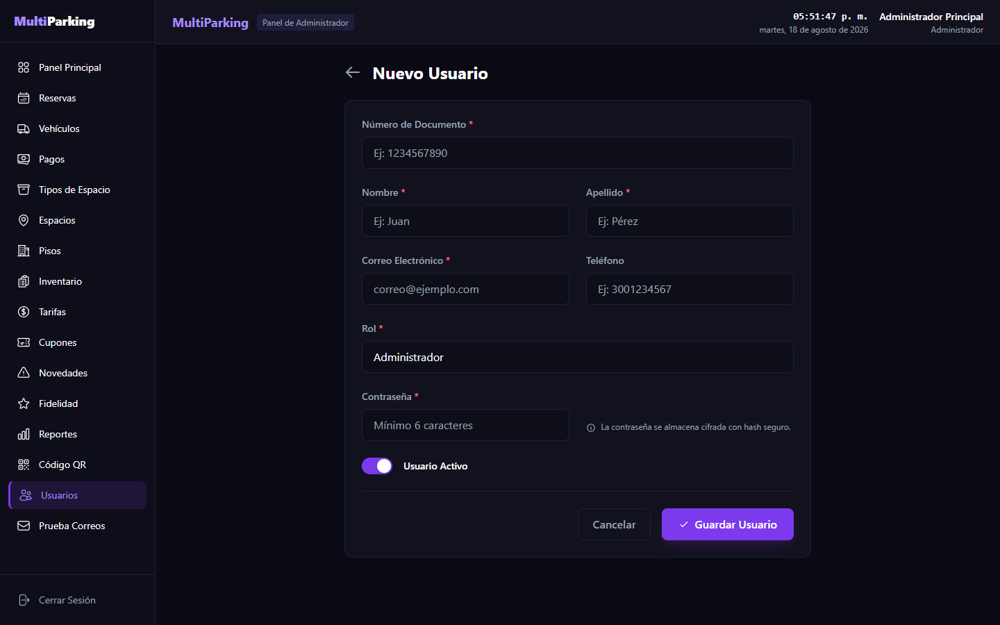 MultiParking
Panel Principal
Reservas
Vehículos
Pagos
Tipos de Espacio
Espacios
Pisos
Inventario
Tarifas
Cupones
Novedades
Fidelidad
Reportes
Código QR
Usuarios
Prueba Correos
Cerrar Sesión
MultiParking
Panel de Administrador
05:51:47 p. m.
martes, 18 de agosto de 2026
Administrador Principal
Administrador
Nuevo Usuario
Número de Documento *
Ej: 1234567890
Nombre *
Ej: Juan
Apellido *
Ej: Pérez
Correo Electrónico *
correo@ejemplo.com
Teléfono
Ej: 3001234567
Rol *
Administrador
Contraseña *
Mínimo 6 caracteres
La contraseña se almacena cifrada con hash seguro.
Usuario Activo
Cancelar
Guardar Usuario